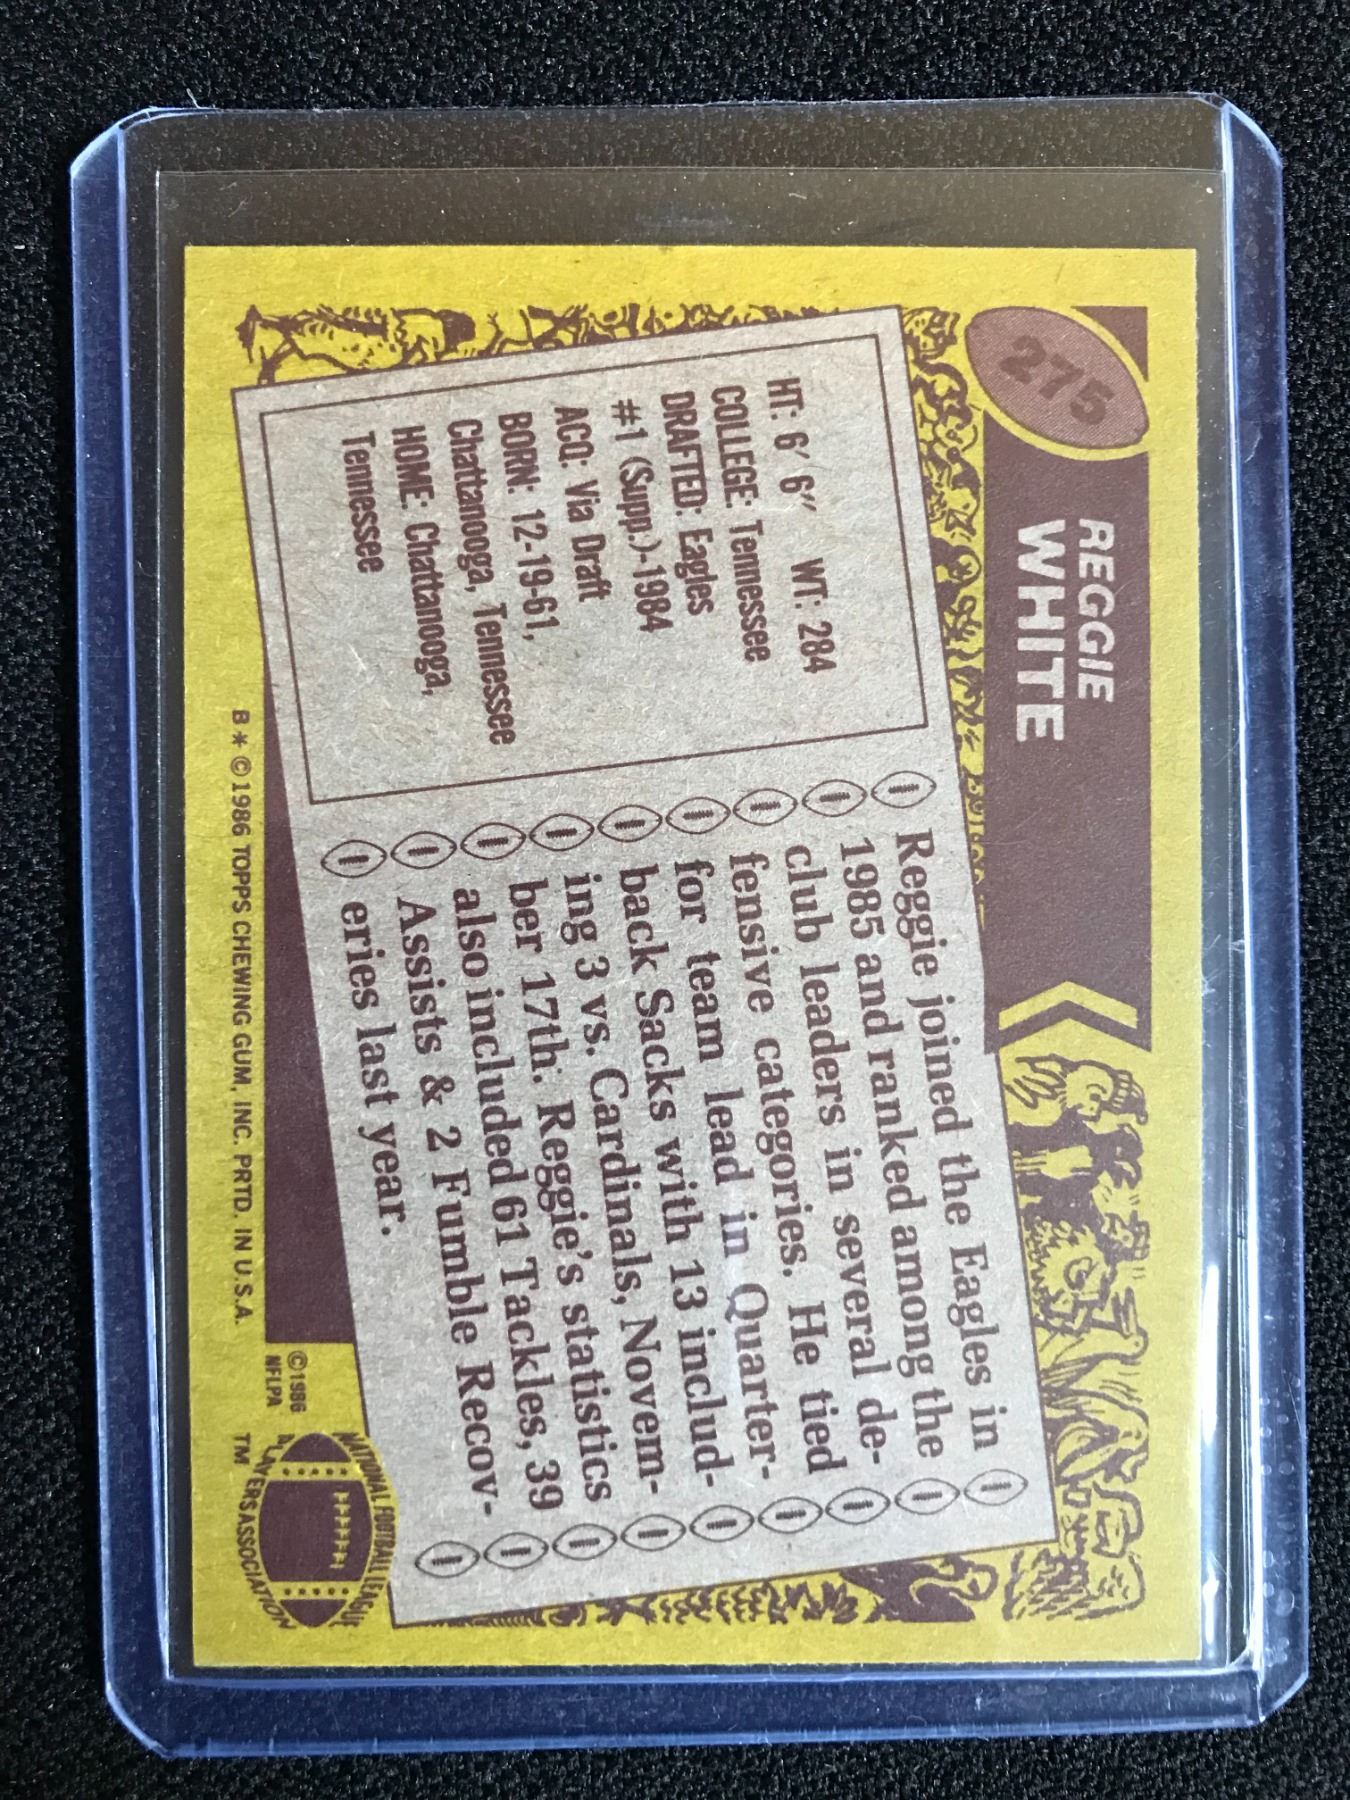 275
REGGIE
WHITE
HT: 6' 6" WT: 284
COLLEGE: Tennessee
DRAFTED: Eagles
#1 (Supp.)-1984
ACQ: Via Draft
BORN: 12-19-61,
Chattanooga, Tennessee
HOME: Chattanooga,
Tennessee
Reggie joined the Eagles in
1985 and ranked among the
club leaders in several de-
fensive categories. He tied
for team lead in Quarter-
back Sacks with 13 includ-
ing 3 vs. Cardinals, Novem-
ber 17th. Reggie's statistics
also included 61 Tackles, 39
Assists & 2 Fumble Recov-
eries last year.
B * © 1986 TOPPS CHEWING GUM, INC. PRTD. IN U.S.A.
©1986
NFLPA
NATIONAL FOOTBALL LEAGUE
PLAYERS ASSOCIATION
TM